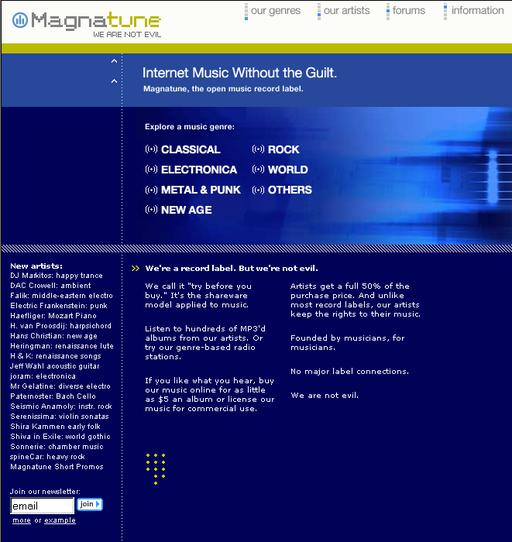 Magnatune
WE ARE NOT EVIL
our genres
our artists
forums
information
Internet Music Without the Guilt.
Magnatune, the open music record label.
Explore a music genre:
CLASSICAL
ROCK
ELECTRONICA
WORLD
METAL & PUNK
OTHERS
NEW AGE
New artists:
DJ Markitos: happy trance
DAC Crowell: ambient
Falik: middle-eastern electro
Electric Frankenstein: punk
Haefliger: Mozart Piano
H. van Proosdij: harpsichord
Hans Christian: new age
Heringman: renaissance lute
H & K: renaissance songs
Jeff Wahl acoustic guitar
joram: electronica
Mr Gelatine: diverse electro
Paternoster: Bach Cello
Seismic Anamoly: instr. rock
Serenissima: violin sonatas
Shira Kammen early folk
Shiva in Exile: world gothic
Sonnerie: chamber music
spineCar: heavy rock
Magnatune Short Promos
Join our newsletter:
email
join
more or example
We're a record label. But we're not evil.
We call it "try before you
buy." It's the shareware
model applied to music.
Listen to hundreds of MP3'd
albums from our artists. Or
try our genre-based radio
stations.
If you like what you hear, buy
our music online for as little
as $5 an album or license our
music for commercial use.
Artists get a full 50% of the
purchase price. And unlike
most record labels, our artists
keep the rights to their music.
Founded by musicians, for
musicians.
No major label connections.
We are not evil.